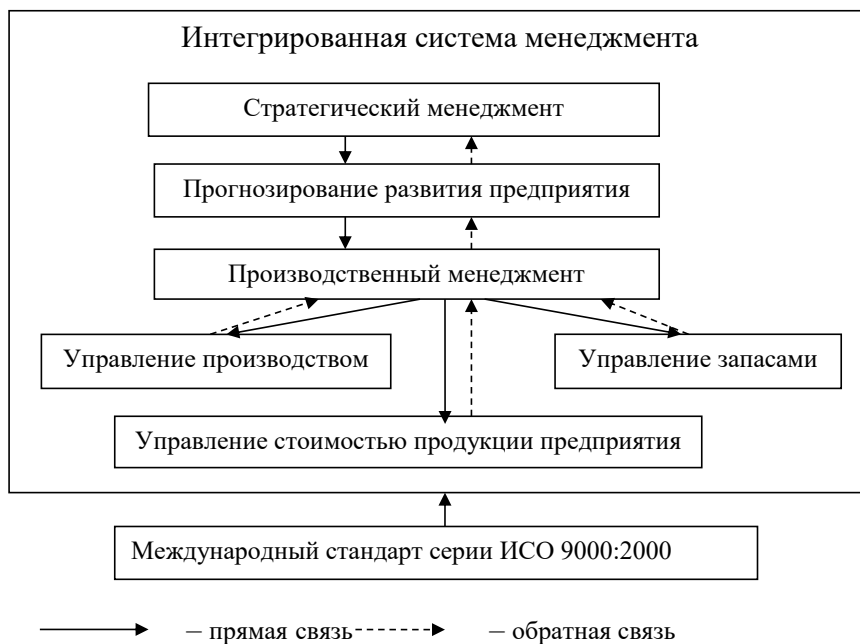 Интегрированная система менеджмента
Стратегический менеджмент
Прогнозирование развития предприятия
Производственный менеджмент
Управление производством
Управление запасами
Управление стоимостью продукции предприятия
Международный стандарт серии ИСО 9000:2000
– прямая связь
– обратная связь